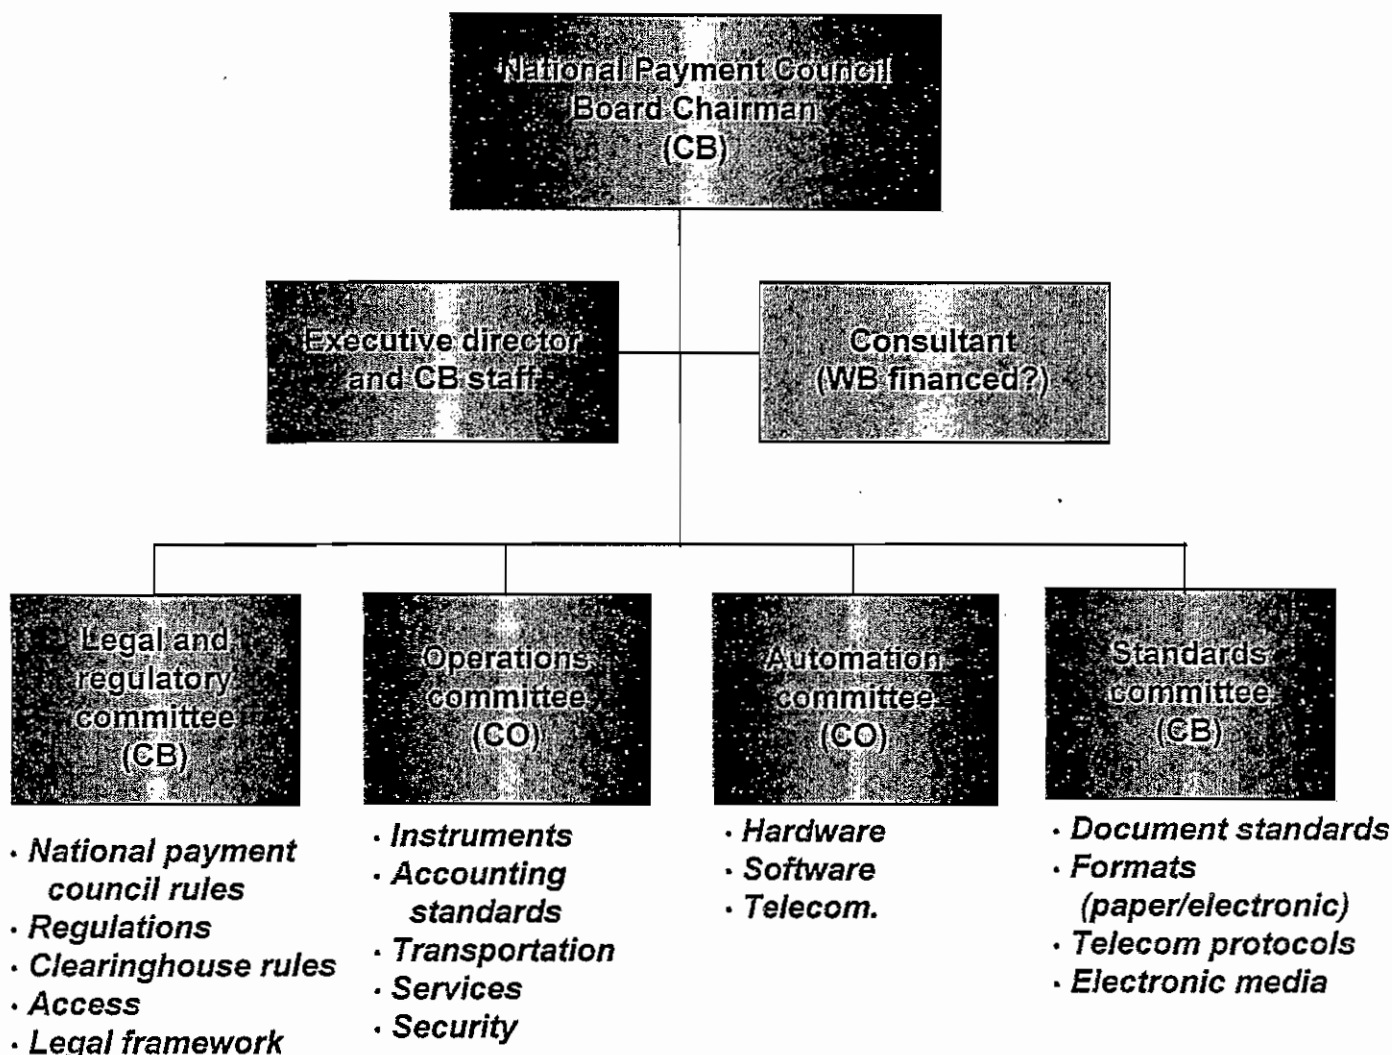 National Payment Council
Board Chairman
(CB)
Executive director
and CB staff
Consultant
(WB financed?)
Legal and
regulatory
committee
(CB)
Operations
committee
(CO)
Automation
committee
(CO)
Standards
committee
(CB)
· National payment
council rules
· Regulations
· Clearinghouse rules
· Access
· Legal framework
· Instruments
· Accounting
standards
· Transportation
· Services
· Security
· Hardware
· Software
· Telecom.
· Document standards
· Formats
(paper/electronic)
· Telecom protocols
· Electronic media